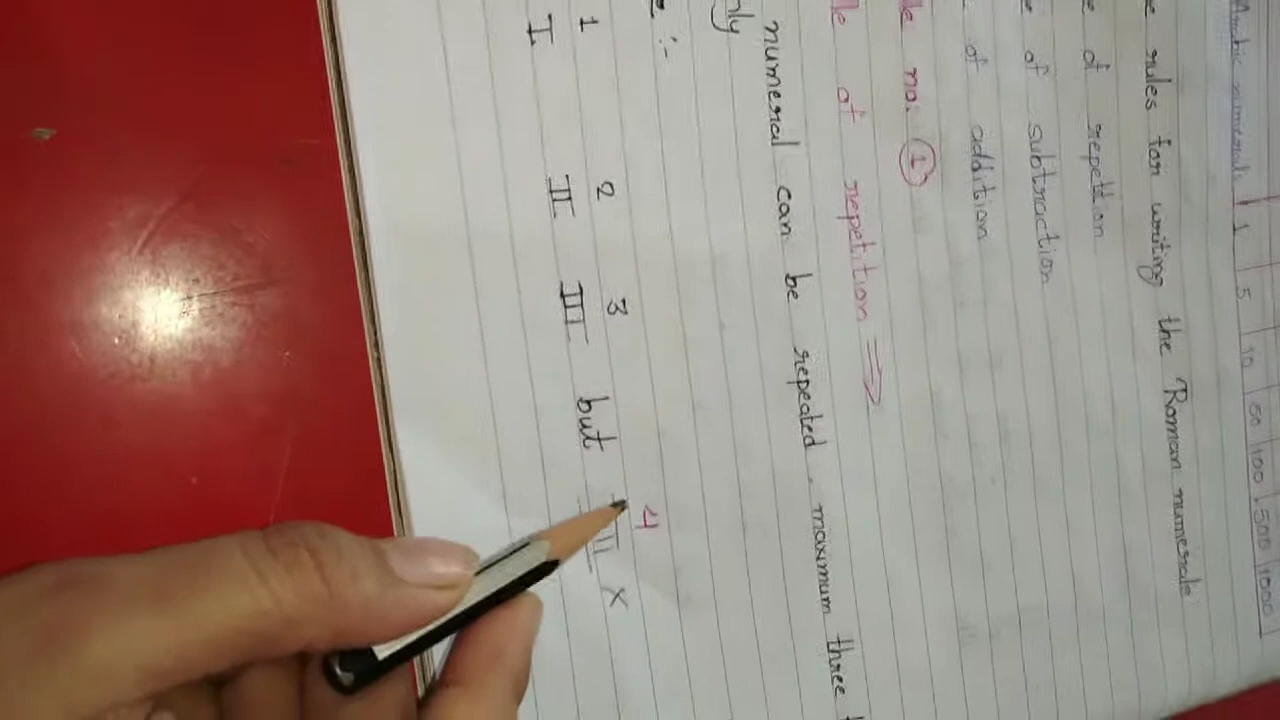 Arabic numerals 1 5 10 50 100 500 1000
rules for writing the Roman numerals
of repetition
of subtraction
of addition
no. 1
of repetition ⇒
numeral can be repeated maximum three
:-
1 2 3 4
I II III but x